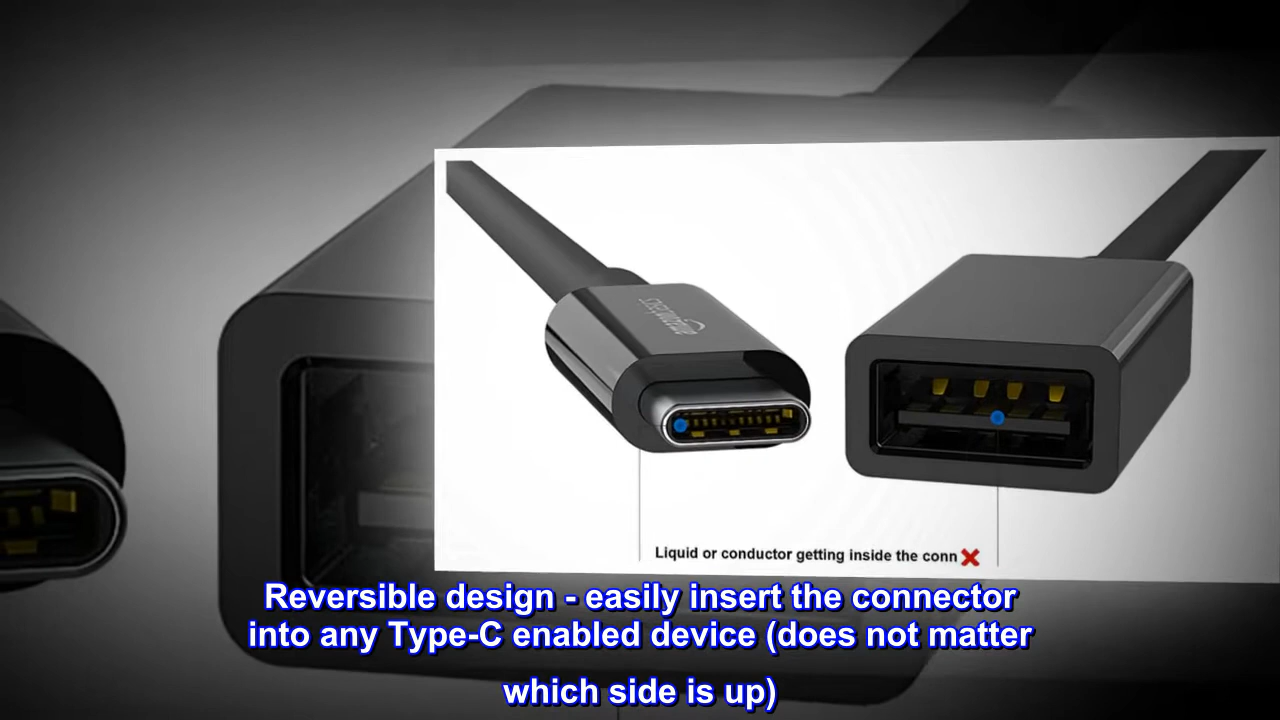 amazonbasics
Liquid or conductor getting inside the conn
Reversible design - easily insert the connector
into any Type-C enabled device (does not matter
which side is up)